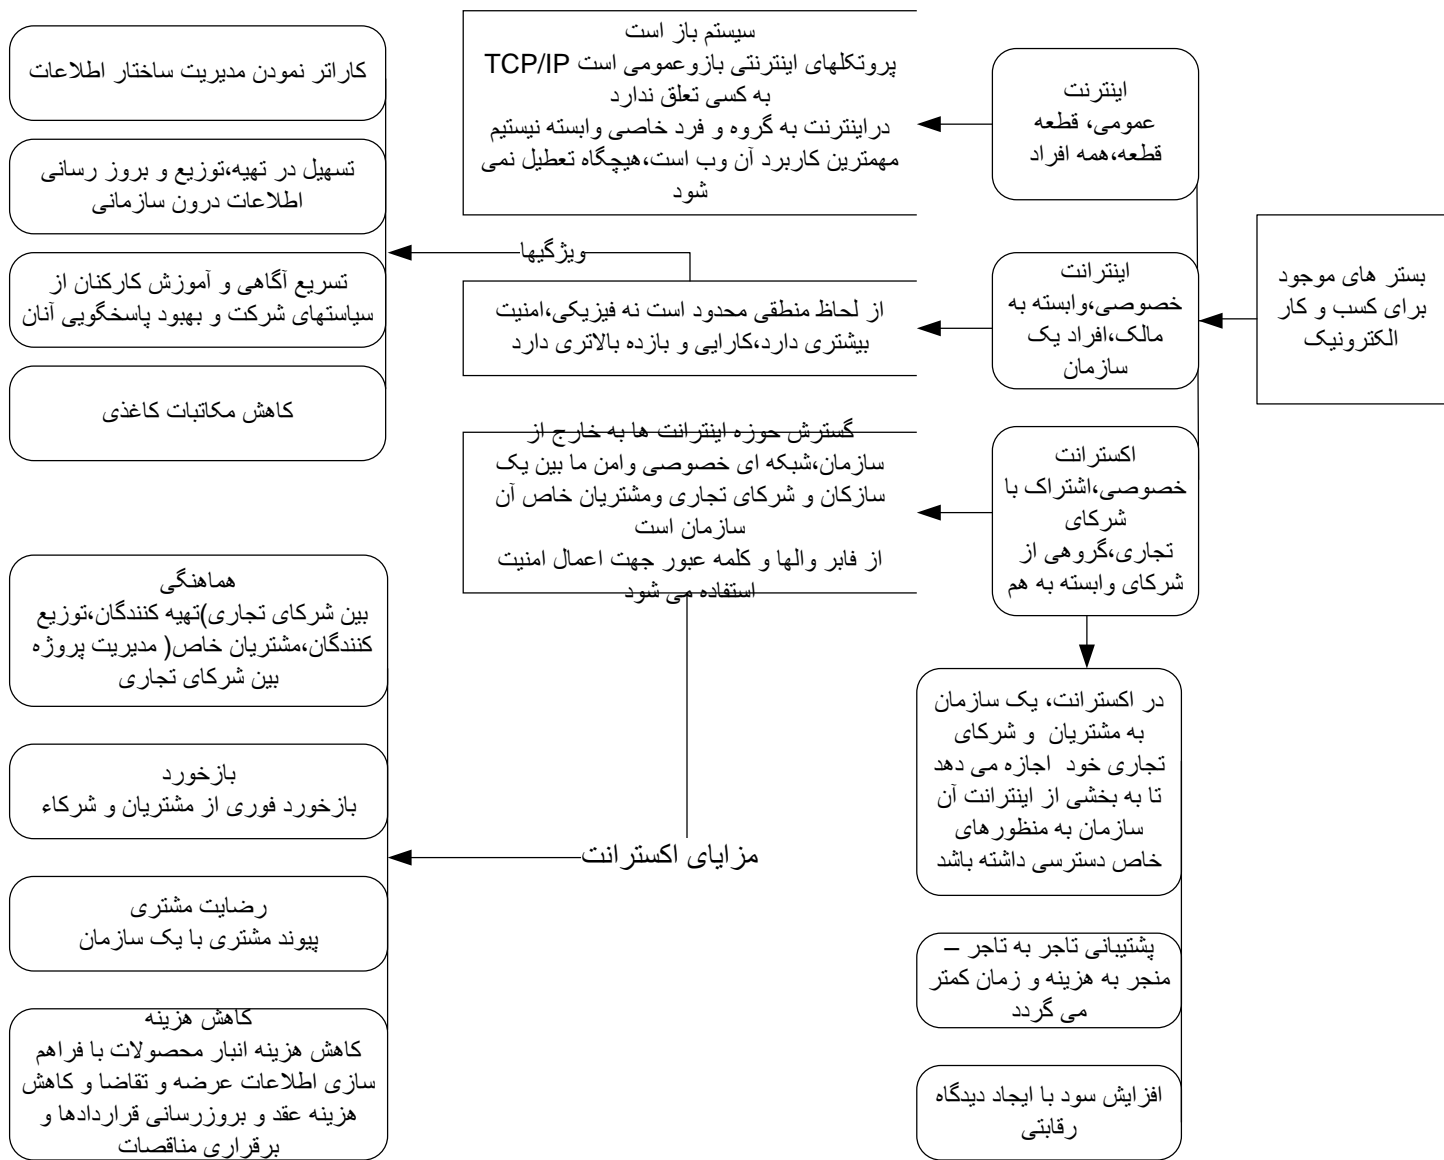 بستر های موجود
برای کسب و کار
الکترونیک
اینترنت
عمومی، قطعه
قطعه،همه افراد
سیستم باز است
پروتکلهای اینترنتی بازوعمومی است TCP/IP
به کسی تعلق ندارد
دراینترنت به گروه و فرد خاصی وابسته نیستیم
مهمترین کاربرد آن وب است،هیچگاه تعطیل نمی
شود
اینترانت
خصوصی،وابسته به
مالک،افراد یک
سازمان
از لحاظ منطقی محدود است نه فیزیکی،امنیت
بیشتری دارد،کارایی و بازده بالاتری دارد
ویژگیها
کاراتر نمودن مدیریت ساختار اطلاعات
تسهیل در تهیه،توزیع و بروز رسانی
اطلاعات درون سازمانی
تسریع آگاهی و آموزش کارکنان از
سیاستهای شرکت و بهبود پاسخگویی آنان
کاهش مکاتبات کاغذی
اکسترانت
خصوصی،اشتراک با
شرکای
تجاری،گروهی از
شرکای وابسته به هم
گسترش حوزه اینترانت ها به خارج از
سازمان،شبکه ای خصوصی وامن ما بین یک
سازکان و شرکای تجاری ومشتریان خاص آن
سازمان است
از فابر والها و کلمه عبور جهت اعمال امنیت
استفاده می شود
مزایای اکسترانت
هماهنگی
بین شرکای تجاری)تهیه کنندگان،توزیع
کنندگان،مشتریان خاص( مدیریت پروژه
بین شرکای تجاری
بازخورد
بازخورد فوری از مشتریان و شرکاء
رضایت مشتری
پیوند مشتری با یک سازمان
کاهش هزینه
کاهش هزینه انبار محصولات با فراهم
سازی اطلاعات عرضه و تقاضا و کاهش
هزینه عقد و بروزرسانی قراردادها و
برقراری مناقصات
در اکسترانت، یک سازمان
به مشتریان و شرکای
تجاری خود اجازه می دهد
تا به بخشی از اینترانت آن
سازمان به منظورهای
خاص دسترسی داشته باشد
پشتیبانی تاجر به تاجر –
منجر به هزینه و زمان کمتر
می گردد
افزایش سود با ایجاد دیدگاه
رقابتی